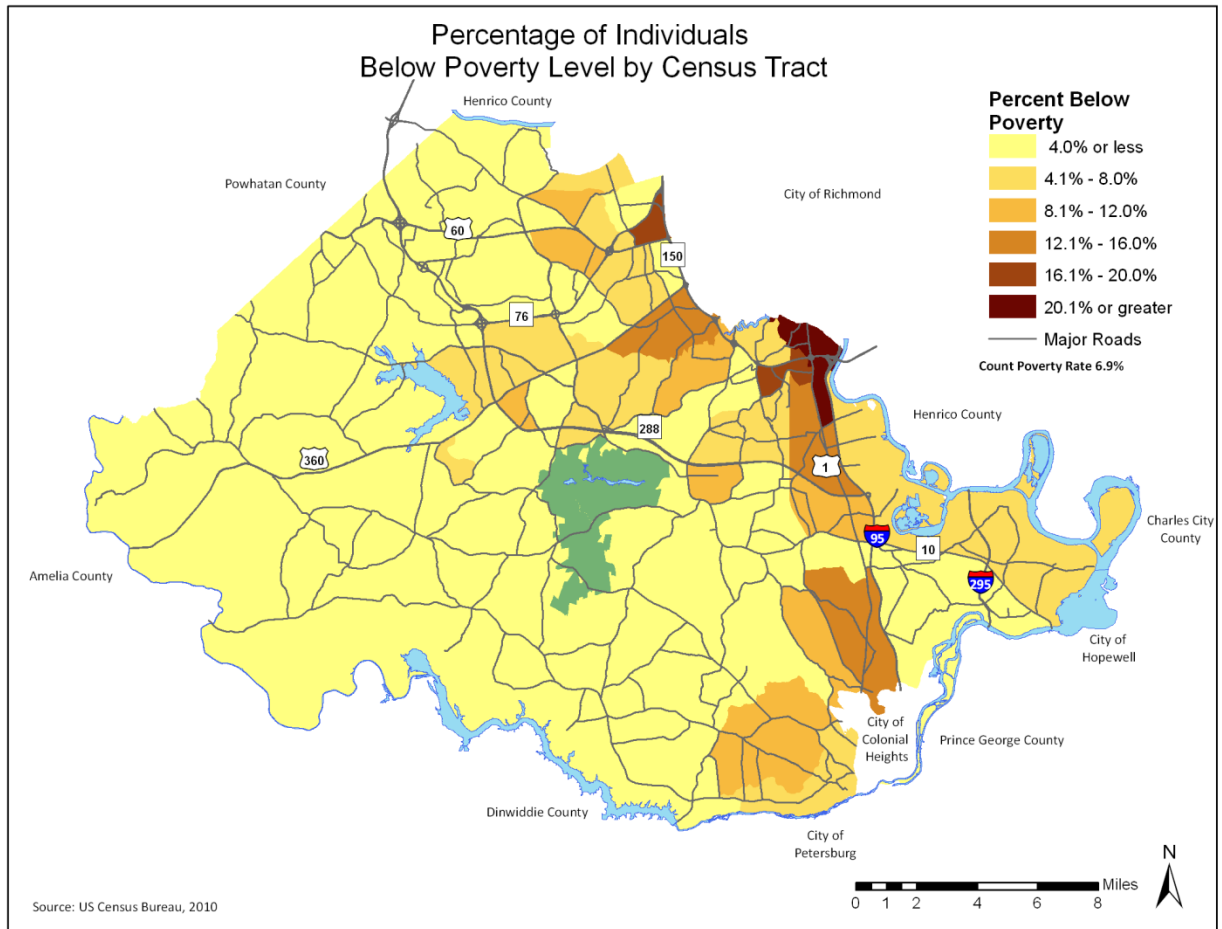 Percentage of Individuals
Below Poverty Level by Census Tract
Henrico County
Powhatan County
City of Richmond
Percent Below
Poverty
4.0% or less
4.1% - 8.0%
8.1% - 12.0%
12.1% - 16.0%
16.1% - 20.0%
20.1% or greater
Major Roads
Count Poverty Rate 6.9%
60
150
76
288
360
1
Henrico County
95
10
295
Charles City
County
Amelia County
City of
Hopewell
City of
Colonial
Heights
Prince George County
Dinwiddie County
City of
Petersburg
N
Miles
0 1 2 4 6 8
Source: US Census Bureau, 2010